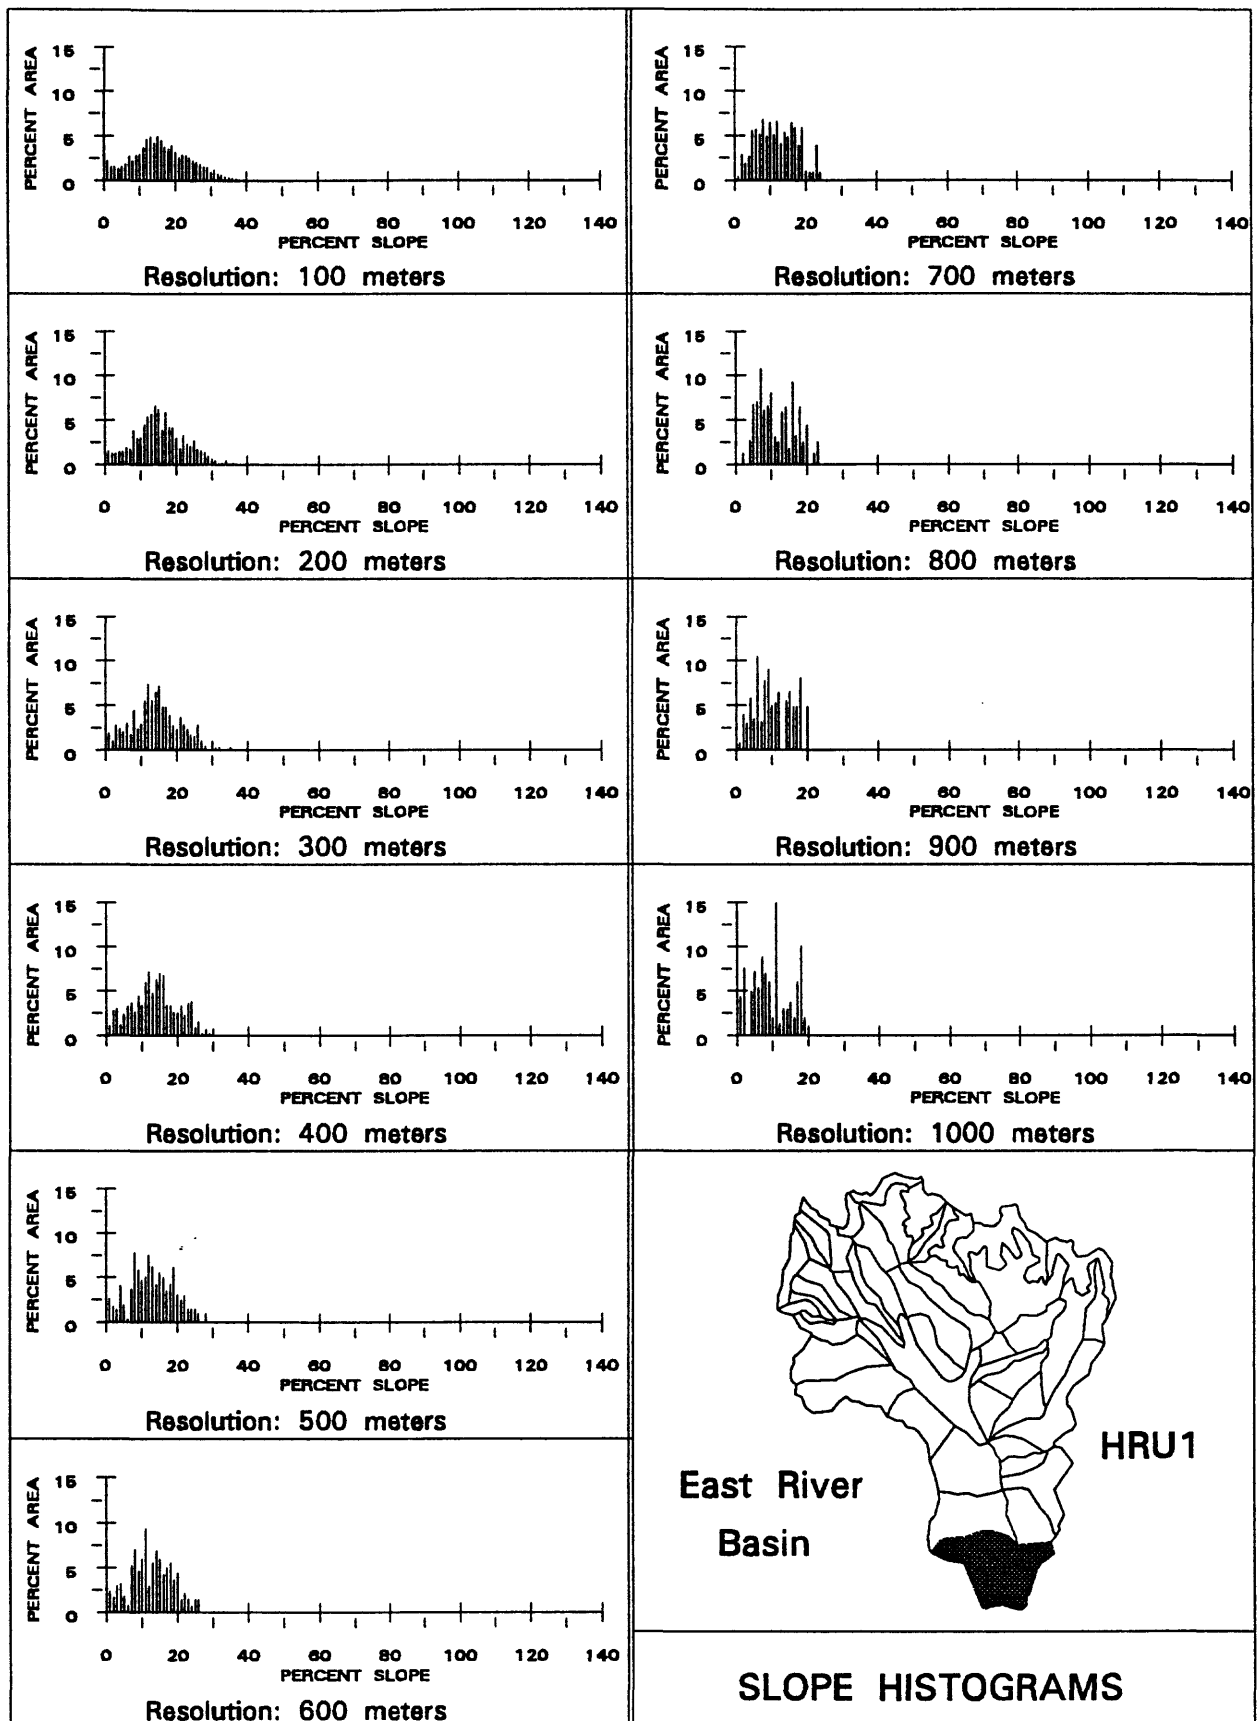 PERCENT AREA
15
10
5
0
0 20 40 60 80 100 120 140
PERCENT SLOPE
Resolution: 100 meters
PERCENT AREA
15
10
5
0
0 20 40 60 80 100 120 140
PERCENT SLOPE
Resolution: 200 meters
PERCENT AREA
15
10
5
0
0 20 40 60 80 100 120 140
PERCENT SLOPE
Resolution: 300 meters
PERCENT AREA
15
10
5
0
0 20 40 60 80 100 120 140
PERCENT SLOPE
Resolution: 400 meters
PERCENT AREA
15
10
5
0
0 20 40 60 80 100 120 140
PERCENT SLOPE
Resolution: 500 meters
PERCENT AREA
15
10
5
0
0 20 40 60 80 100 120 140
PERCENT SLOPE
Resolution: 600 meters
PERCENT AREA
15
10
5
0
0 20 40 60 80 100 120 140
PERCENT SLOPE
Resolution: 700 meters
PERCENT AREA
15
10
5
0
0 20 40 60 80 100 120 140
PERCENT SLOPE
Resolution: 800 meters
PERCENT AREA
15
10
5
0
0 20 40 60 80 100 120 140
PERCENT SLOPE
Resolution: 900 meters
PERCENT AREA
15
10
5
0
0 20 40 60 80 100 120 140
PERCENT SLOPE
Resolution: 1000 meters
HRU1
East River
Basin
SLOPE HISTOGRAMS